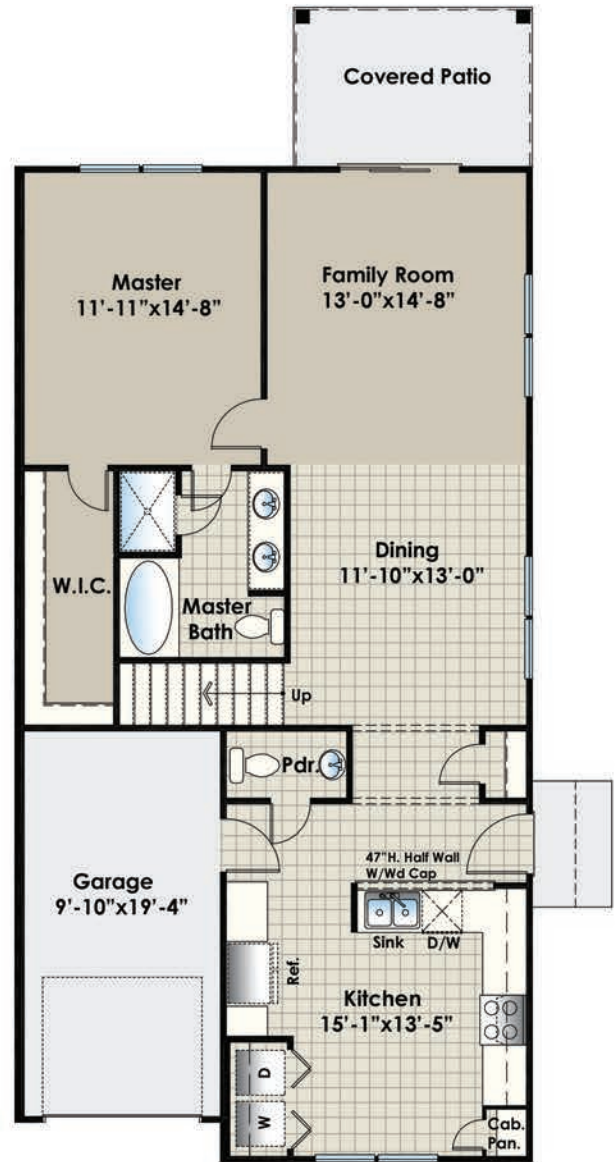 Covered Patio
Master
11'-11”x14'-8”
Family Room
13'-0”x14'-8”
Dining
11'-10”x13'-0”
W.I.C.
Master
Bath
Up
Pdr.
47"H. Half Wall
W/Wd Cap
Garage
9'-10”x19'-4”
Sink
D/W
Ref.
Kitchen
15'-1”x13'-5”
D
W
Cab.
Pan.